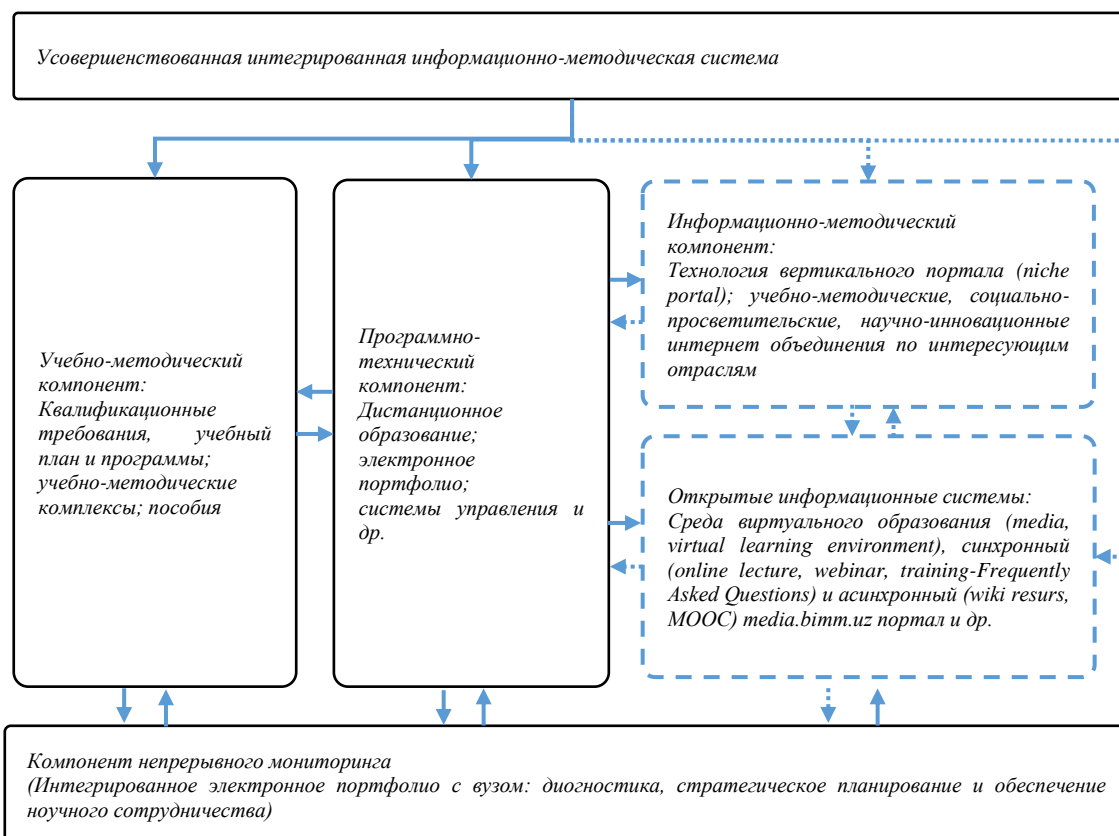 Усовершенствованная интегрированная информационно-методическая система
Учебно-методический
компонент:
Квалификационные
требования, учебный
план и программы;
учебно-методические
комплексы; пособия
Программно-
технический
компонент:
Дистанционое
образование;
электронное
портфолио;
системы управления и
др.
Информационно-методический
компонент:
Технология вертикального портала (niche
portal); учебно-методические, социально-
просветительские, научно-инновационные
интернет объединения по интересующим
отраслям
Открытые информационные системы:
Среда виртуального образования (media,
virtual learning environment), синхронный
(online lecture, webinar, training-Frequently
Asked Questions) и асинхронный (wiki resurs,
MOOC) media.bimm.uz портал и др.
Компонент непрерывного мониторинга
(Интегрированное электронное портфолио с вузом: диогностика, стратегическое планирование и обеспечение
ноучного сотрудничества)